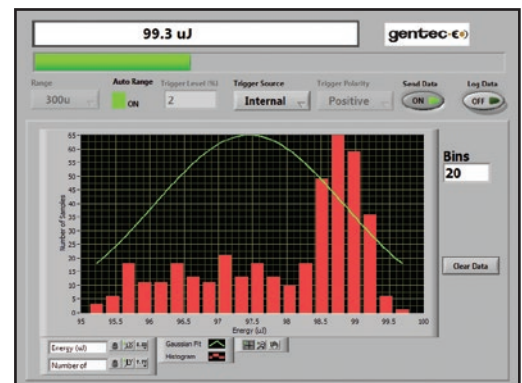 99.3 uJ
gentec-eo
Range
Auto Range
Trigger Level (%)
Trigger Source
Trigger Polarity
Send Data
Log Data
300u
ON
2
Internal
Positive
ON
OFF
65
60
55
50
45
40
35
30
25
20
15
10
5
0
Number of Samples
95 95.5 96 96.5 97 97.5 98 98.5 99 99.5 100
Energy (uJ)
Bins
20
Clear Data
Energy (uJ)
Number of
Gaussian Fit
Histogram